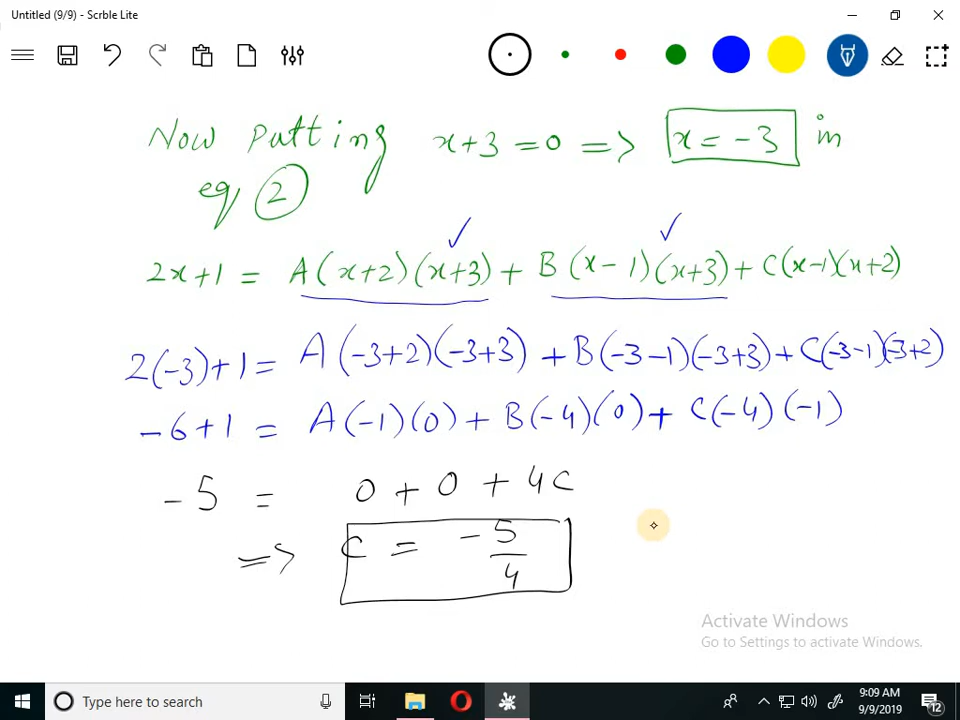 Untitled (9/9) - Scrble Lite
Now Putting x+3 = 0 => x = -3 in
eq 2
2x+1 = A(x+2)(x+3) + B(x-1)(x+3) + C(x-1)(x+2)
2(-3)+1 = A(-3+2)(-3+3) + B(-3-1)(-3+3) + C(-3-1)(-3+2)
-6+1 = A(-1)(0) + B(-4)(0) + C(-4)(-1)
-5 = 0 + 0 + 4C
=> C = -5/4
Activate Windows
Go to Settings to activate Windows.
Type here to search
9:09 AM
9/9/2019
12